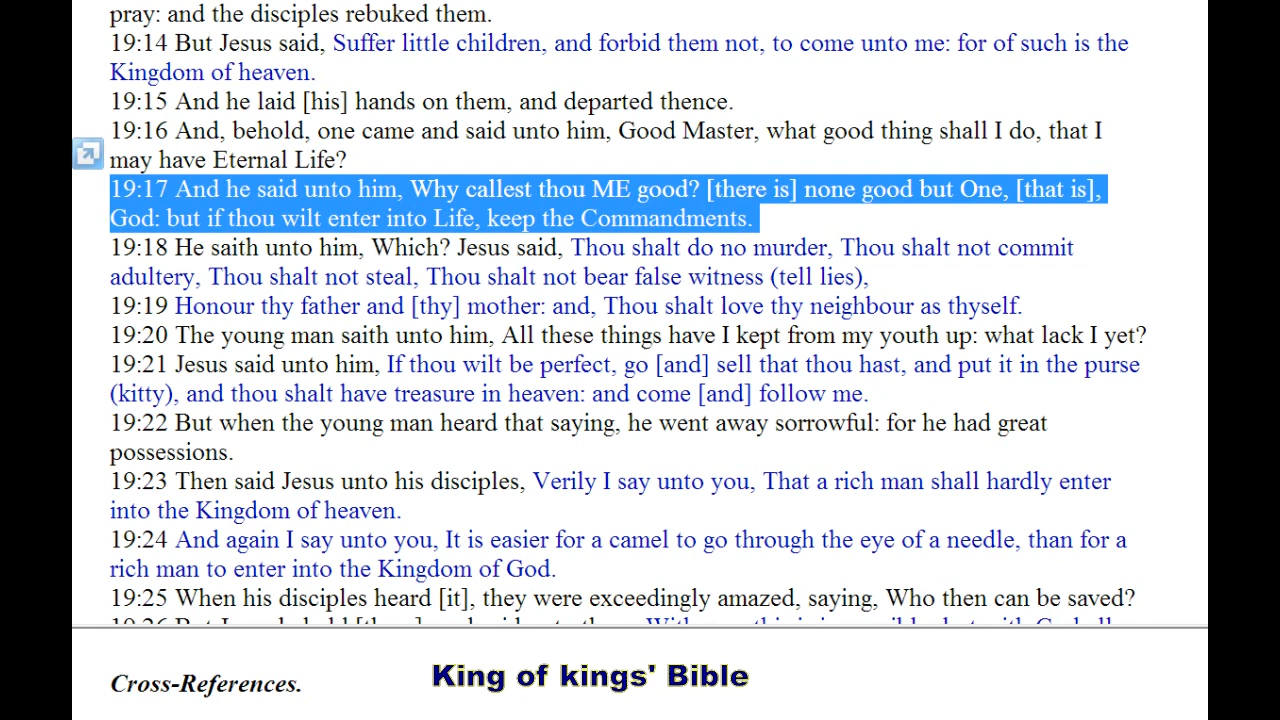 pray: and the disciples rebuked them.
19:14 But Jesus said, Suffer little children, and forbid them not, to come unto me: for of such is the
Kingdom of heaven.
19:15 And he laid [his] hands on them, and departed thence.
19:16 And, behold, one came and said unto him, Good Master, what good thing shall I do, that I
may have Eternal Life?
19:17 And he said unto him, Why callest thou ME good? [there is] none good but One, [that is],
God: but if thou wilt enter into Life, keep the Commandments.
19:18 He saith unto him, Which? Jesus said, Thou shalt do no murder, Thou shalt not commit
adultery, Thou shalt not steal, Thou shalt not bear false witness (tell lies),
19:19 Honour thy father and [thy] mother: and, Thou shalt love thy neighbour as thyself.
19:20 The young man saith unto him, All these things have I kept from my youth up: what lack I yet?
19:21 Jesus said unto him, If thou wilt be perfect, go [and] sell that thou hast, and put it in the purse
(kitty), and thou shalt have treasure in heaven: and come [and] follow me.
19:22 But when the young man heard that saying, he went away sorrowful: for he had great
possessions.
19:23 Then said Jesus unto his disciples, Verily I say unto you, That a rich man shall hardly enter
into the Kingdom of heaven.
19:24 And again I say unto you, It is easier for a camel to go through the eye of a needle, than for a
rich man to enter into the Kingdom of God.
19:25 When his disciples heard [it], they were exceedingly amazed, saying, Who then can be saved?
Cross-References.
King of kings' Bible